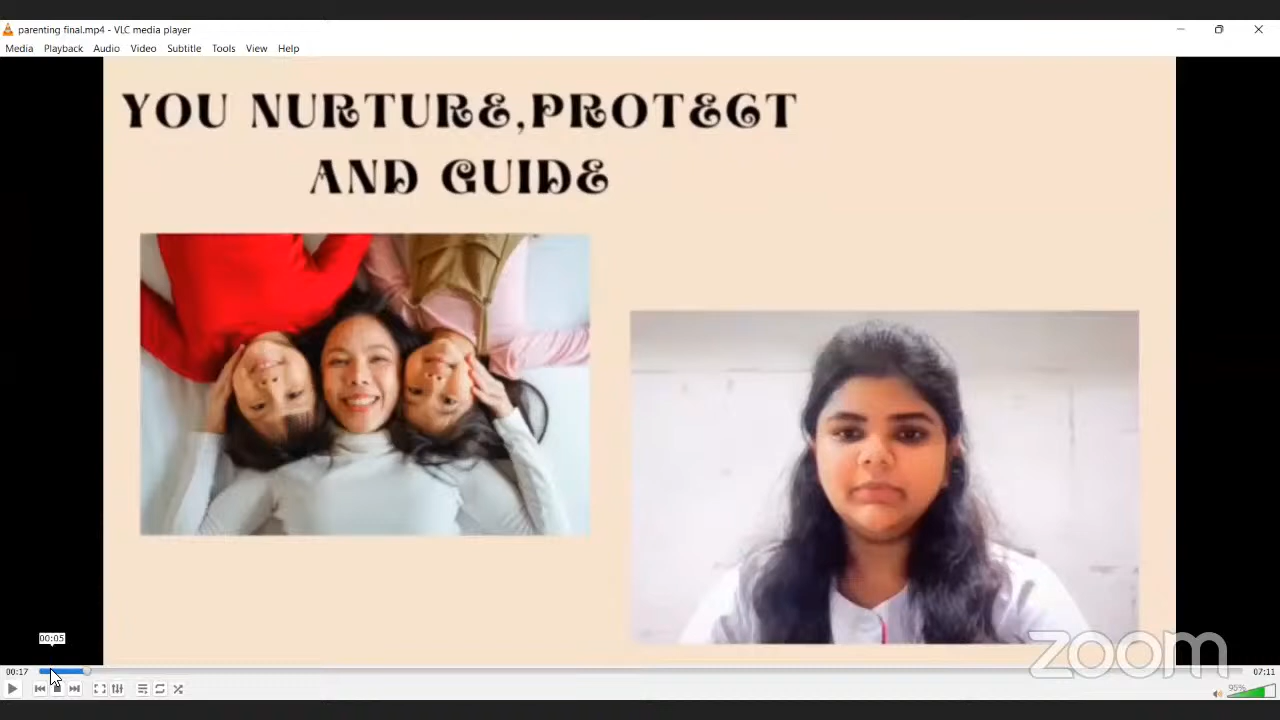 parenting final.mp4 - VLC media player
Media Playback Audio Video Subtitle Tools View Help
YOU NURTURE,PROTECT
AND GUIDE
00:05
zoom
00:17
07:11
95%